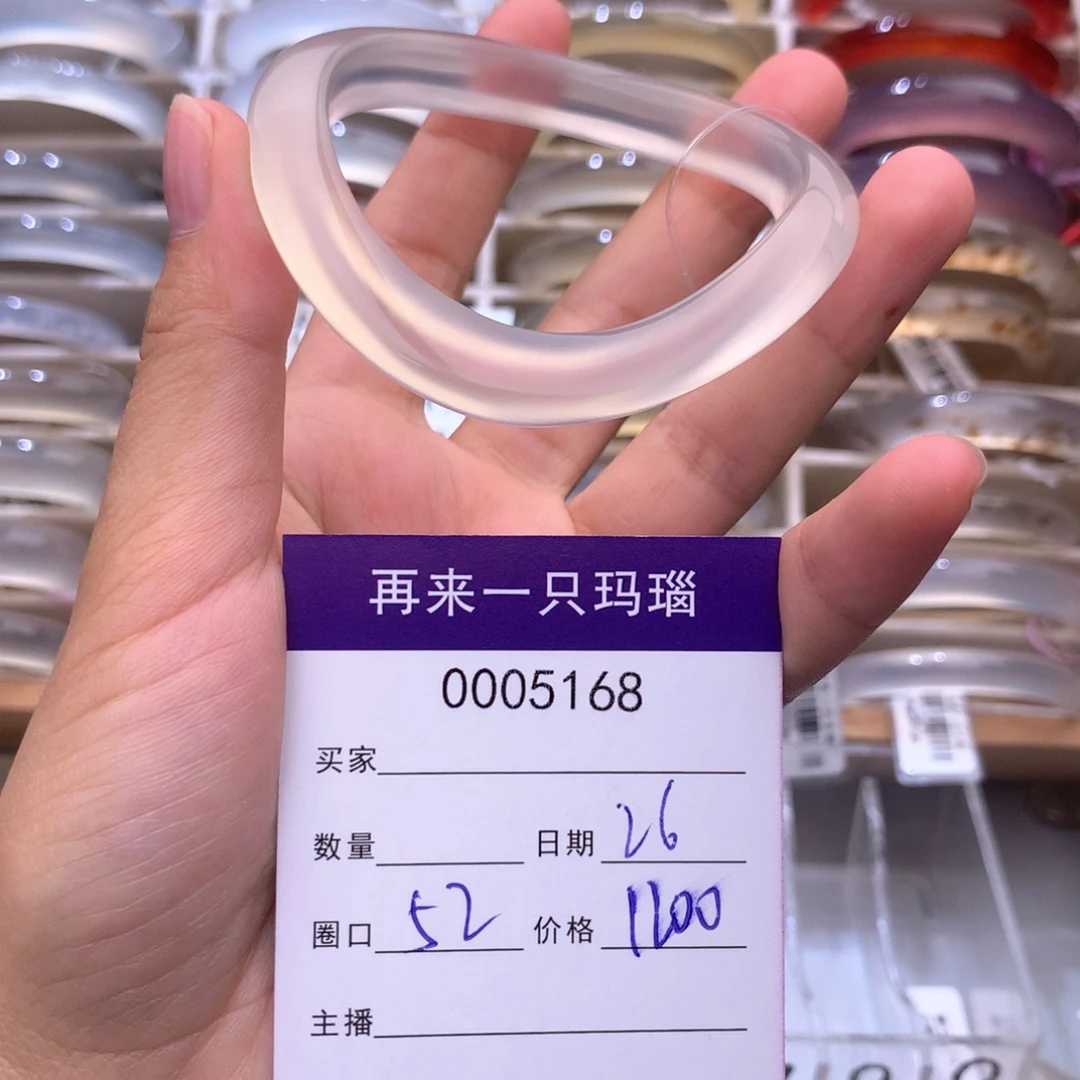 再来一只玛瑙
0005168
买家
数量 日期 26
圈口 52 价格 1200
主播